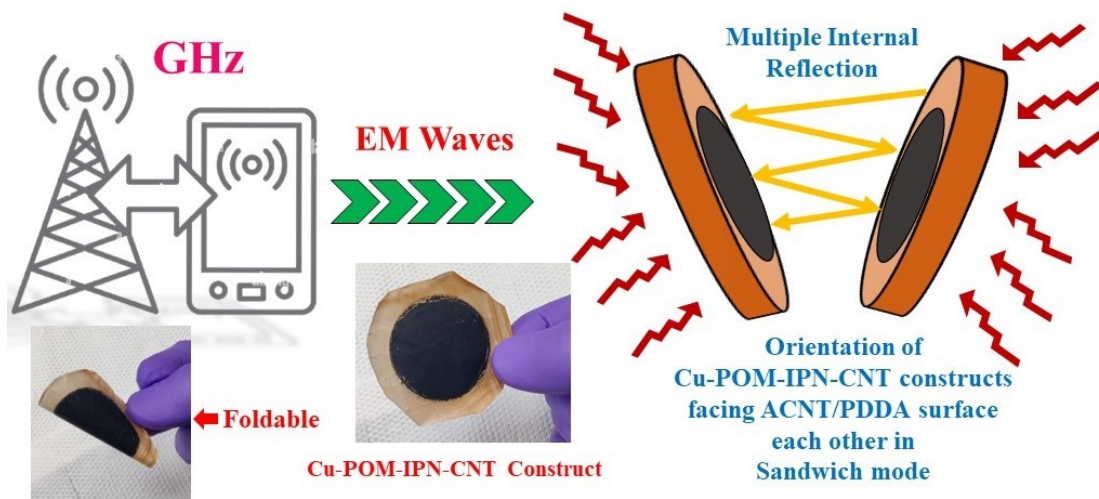 GHz
EM Waves
Multiple Internal
Reflection
Foldable
Cu-POM-IPN-CNT Construct
Orientation of
Cu-POM-IPN-CNT constructs
facing ACNT/PDDA surface
each other in
Sandwich mode